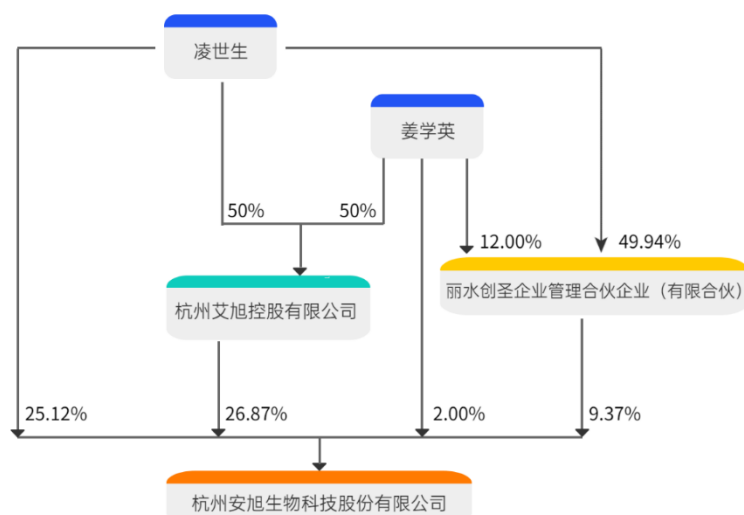 凌世生
姜学英
50%
50%
12.00%
49.94%
杭州艾旭控股有限公司
丽水创圣企业管理合伙企业（有限合伙）
25.12%
26.87%
2.00%
9.37%
杭州安旭生物科技股份有限公司